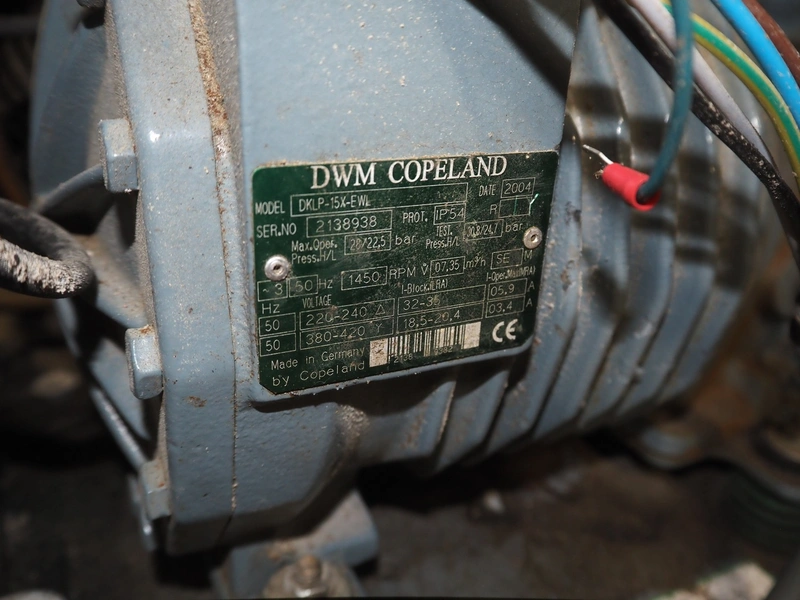 DWM COPELAND
MODEL DKLP-15X-EWL DATE 2004
SER.NO 2138938 PROT. IP54 R Y
Max.Oper. Press.H/L 28/22,5 bar TEST. Press.H/L 30,8/24,7 bar
3 50 Hz 1450 RPM V 07,35 m³/h SE M
Hz VOLTAGE I-Block.(LRA) I-Oper.Max(MRA)
50 220-240 Δ 32-35 05,9 A
50 380-420 Y 18,5-20,4 03,4 A
Made in Germany
by Copeland CE